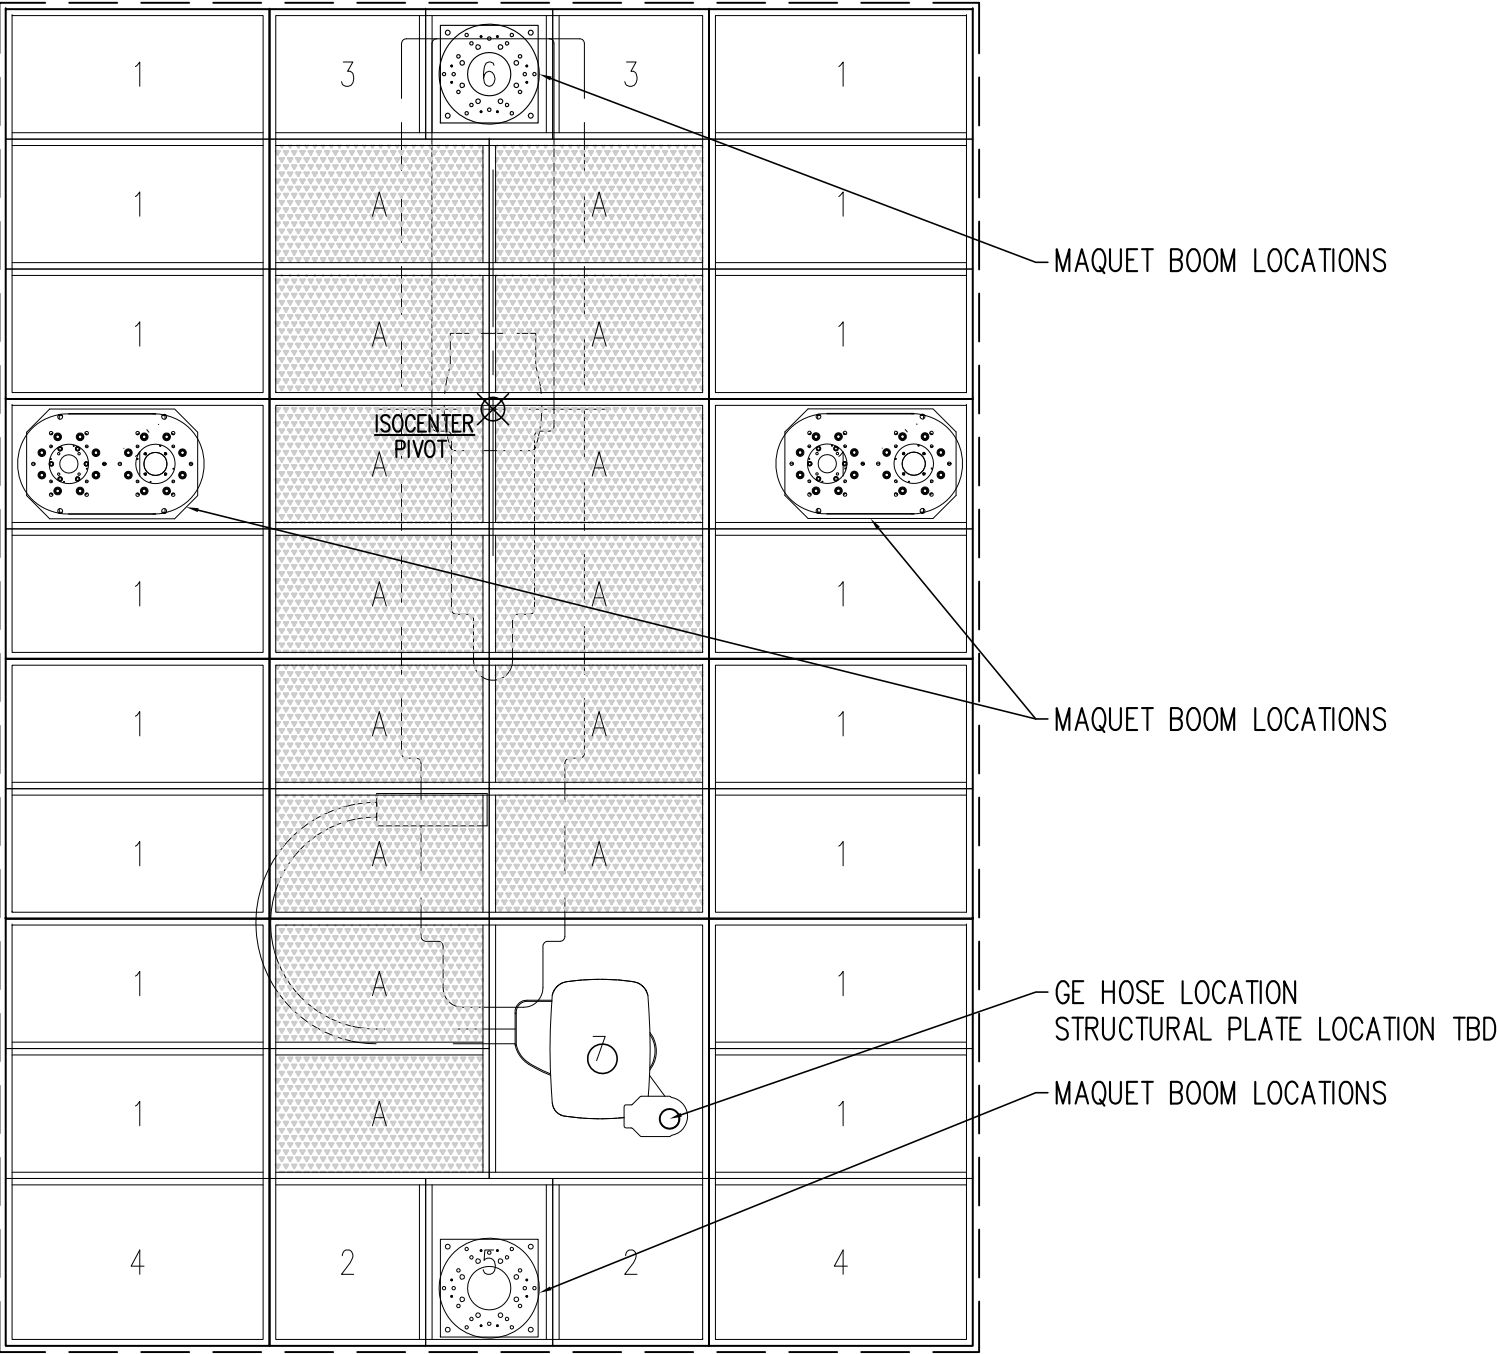 1 3 6 3 1
1 A A 1
MAQUET BOOM LOCATIONS
1 A A 1
ISOCENTER
PIVOT
A A 1
1 A A 1
1 A A 1
MAQUET BOOM LOCATIONS
1 A A 1
1 A 1
GE HOSE LOCATION
STRUCTURAL PLATE LOCATION TBD
7
MAQUET BOOM LOCATIONS
1 A 1
4 2 5 2 4